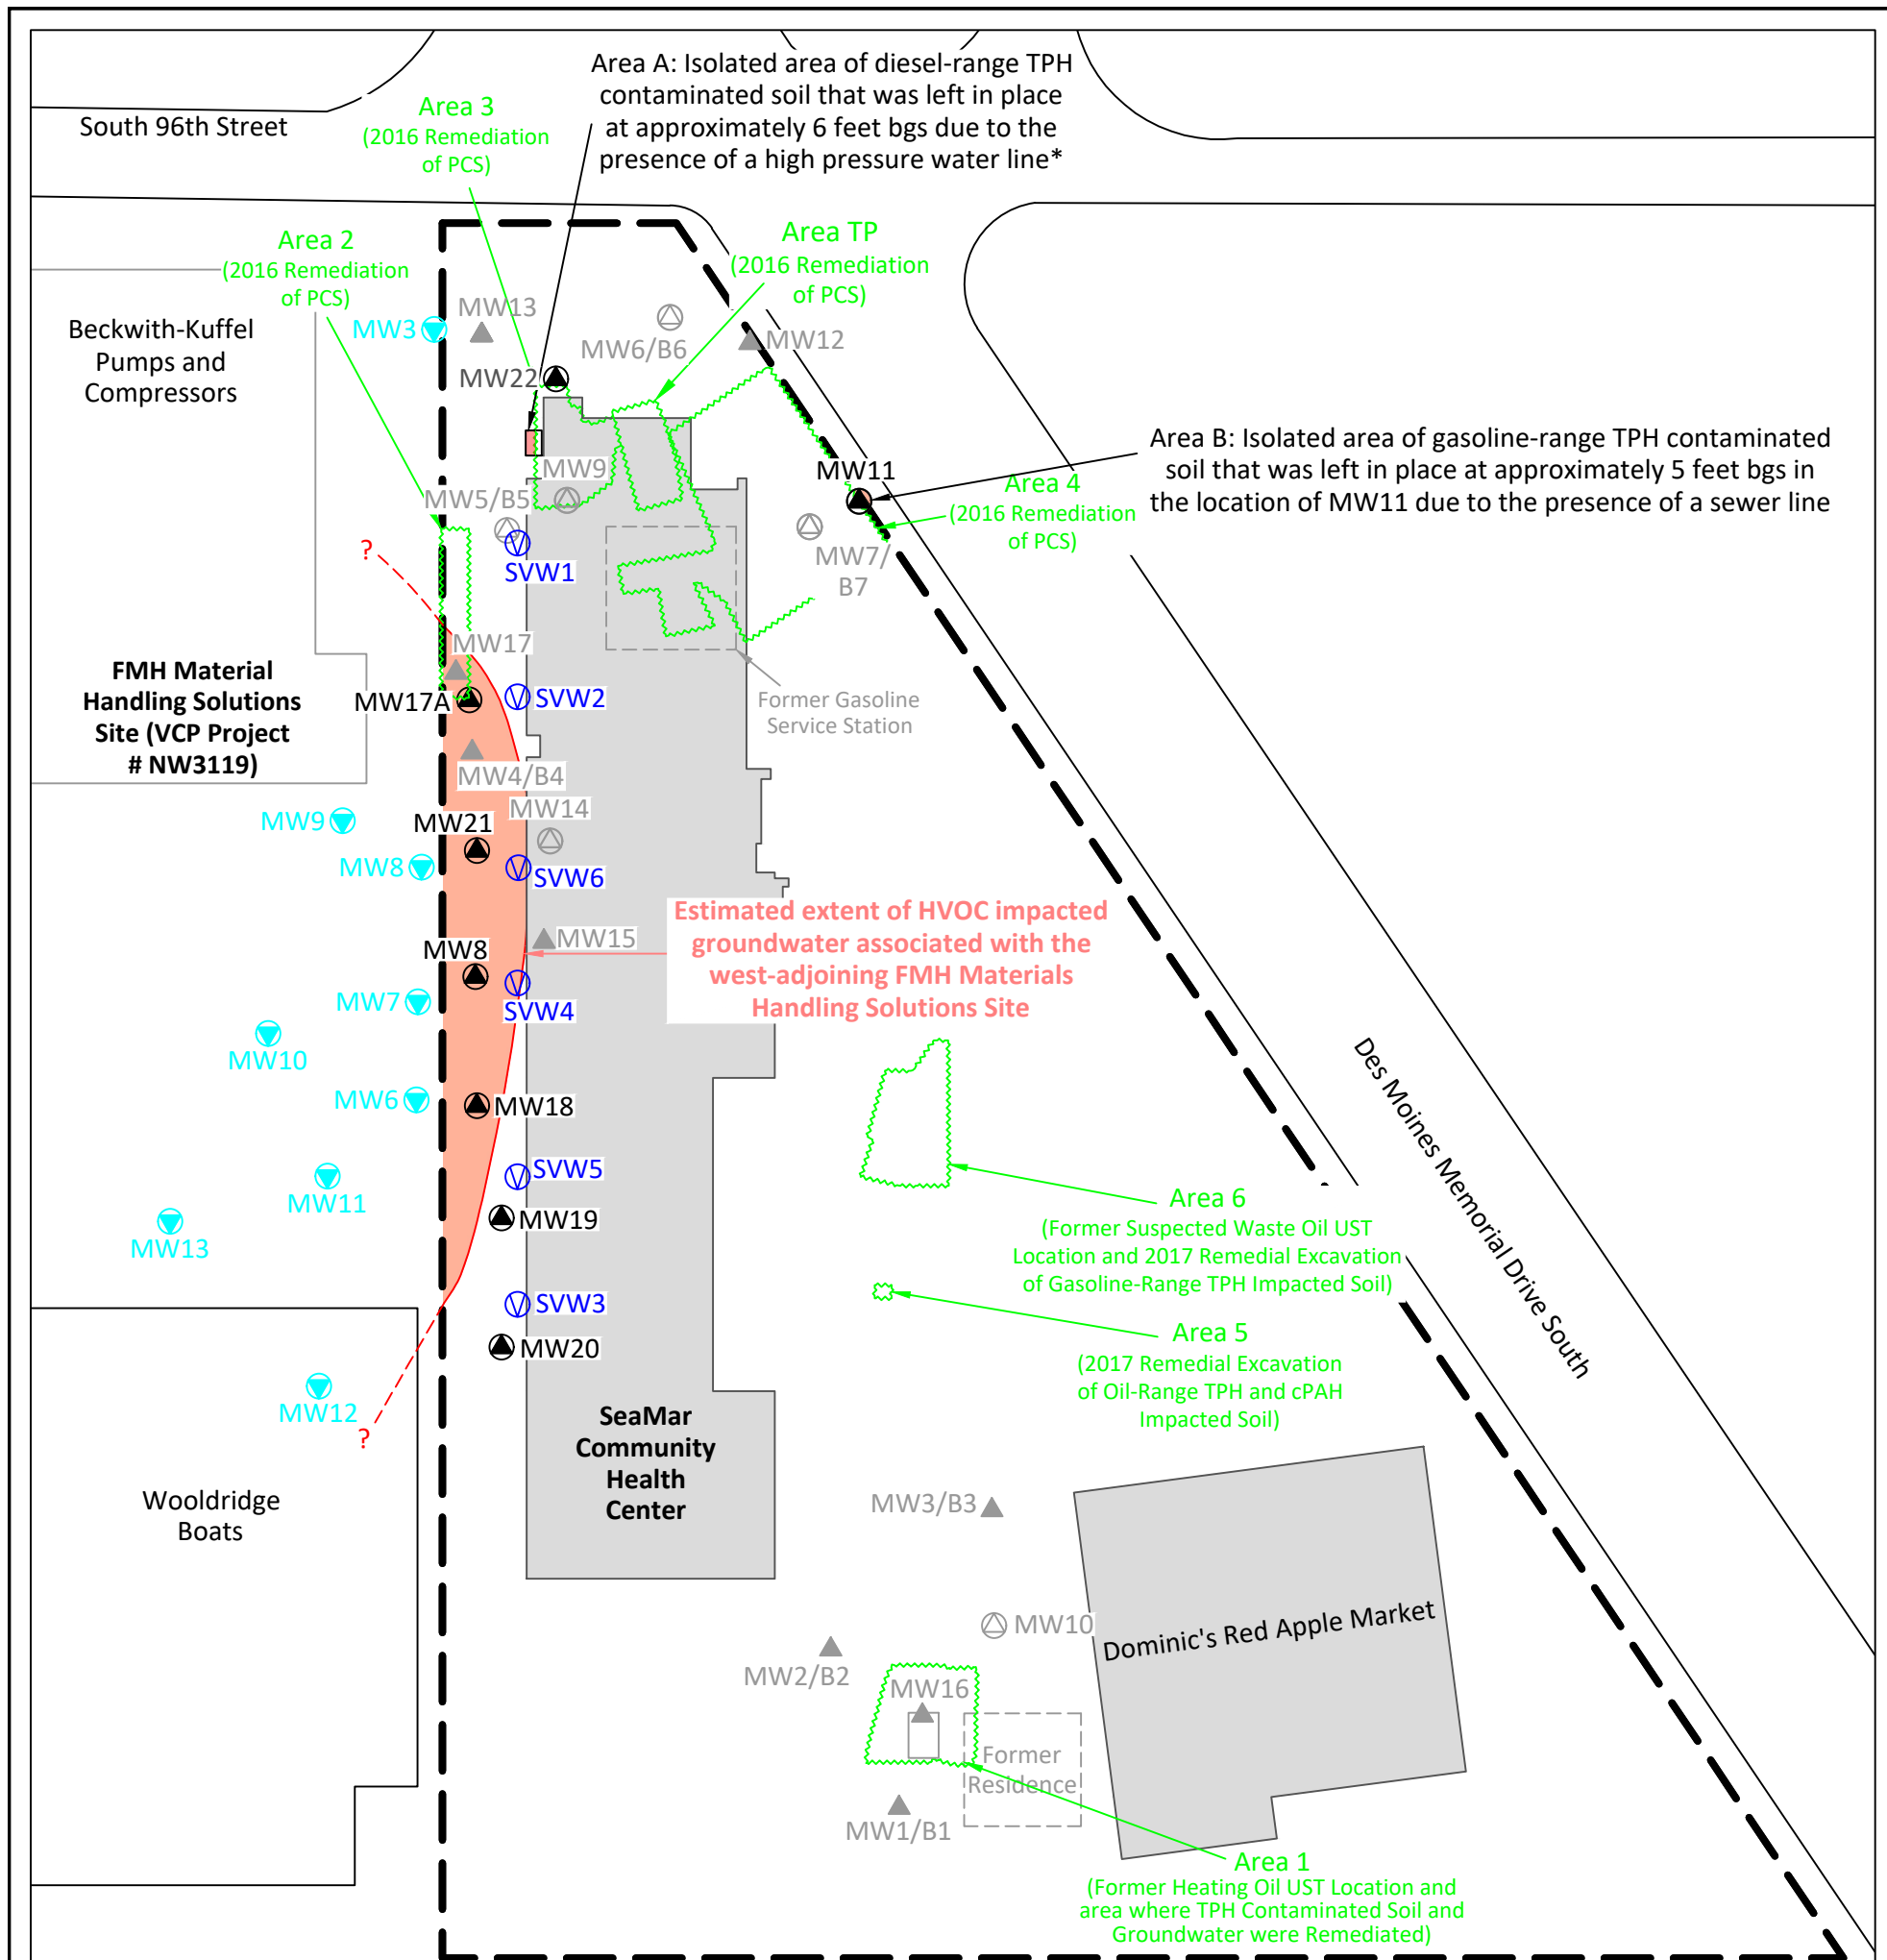 South 96th Street
Area 3
(2016 Remediation
of PCS)
Area A: Isolated area of diesel-range TPH
contaminated soil that was left in place
at approximately 6 feet bgs due to the
presence of a high pressure water line*
Area 2
(2016 Remediation
of PCS)
Area TP
(2016 Remediation
of PCS)
Beckwith-Kuffel
Pumps and
Compressors
MW3
MW13
MW6/B6
MW12
MW22
MW9
MW5/B5
SVW1
MW11
MW7/
B7
Area 4
(2016 Remediation
of PCS)
Area B: Isolated area of gasoline-range TPH contaminated
soil that was left in place at approximately 5 feet bgs in
the location of MW11 due to the presence of a sewer line
?
MW17
FMH Material
Handling Solutions
Site (VCP Project
# NW3119)
MW17A
SVW2
Former Gasoline
Service Station
MW4/B4
MW14
MW9
MW21
MW8
SVW6
MW15
Estimated extent of HVOC impacted
groundwater associated with the
west-adjoining FMH Materials
Handling Solutions Site
MW8
MW7
SVW4
MW10
MW6
MW18
Des Moines Memorial Drive South
SVW5
MW11
MW19
MW13
Area 6
(Former Suspected Waste Oil UST
Location and 2017 Remedial Excavation
of Gasoline-Range TPH Impacted Soil)
SVW3
Area 5
(2017 Remedial Excavation
of Oil-Range TPH and cPAH
Impacted Soil)
MW20
MW12
?
SeaMar
Community
Health
Center
Wooldridge
Boats
MW3/B3
MW10
Dominic's Red Apple Market
MW2/B2
MW16
Former
Residence
MW1/B1
Area 1
(Former Heating Oil UST Location and
area where TPH Contaminated Soil and
Groundwater were Remediated)